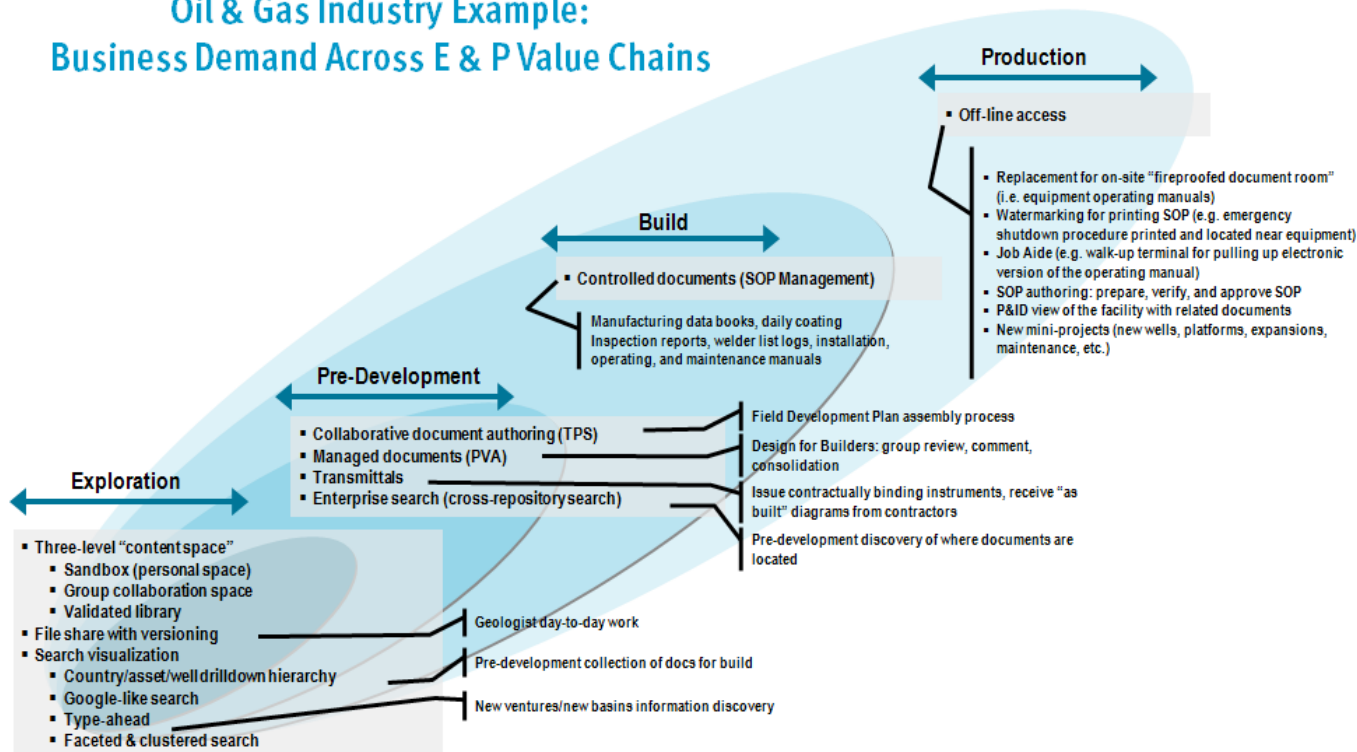 Oil & Gas Industry Example:
Business Demand Across E & P Value Chains
Production
▪ Off-line access
▪ Replacement for on-site “fireproofed document room”
(i.e. equipment operating manuals)
▪ Watermarking for printing SOP (e.g. emergency
shutdown procedure printed and located near equipment)
▪ Job Aide (e.g. walk-up terminal for pulling up electronic
version of the operating manual)
▪ SOP authoring: prepare, verify, and approve SOP
▪ P&ID view of the facility with related documents
▪ New mini-projects (new wells, platforms, expansions,
maintenance, etc.)
Build
▪ Controlled documents (SOP Management)
Manufacturing data books, daily coating
Inspection reports, welder list logs, installation,
operating, and maintenance manuals
Pre-Development
▪ Collaborative document authoring (TPS)
▪ Managed documents (PVA)
▪ Transmittals
▪ Enterprise search (cross-repository search)
Field Development Plan assembly process
Design for Builders: group review, comment,
consolidation
Issue contractually binding instruments, receive “as
built” diagrams from contractors
Pre-development discovery of where documents are
located
Exploration
▪ Three-level “content space”
▪ Sandbox (personal space)
▪ Group collaboration space
▪ Validated library
▪ File share with versioning
▪ Search visualization
▪ Country/asset/well drilldown hierarchy
▪ Google-like search
▪ Type-ahead
▪ Faceted & clustered search
Geologist day-to-day work
Pre-development collection of docs for build
New ventures/new basins information discovery